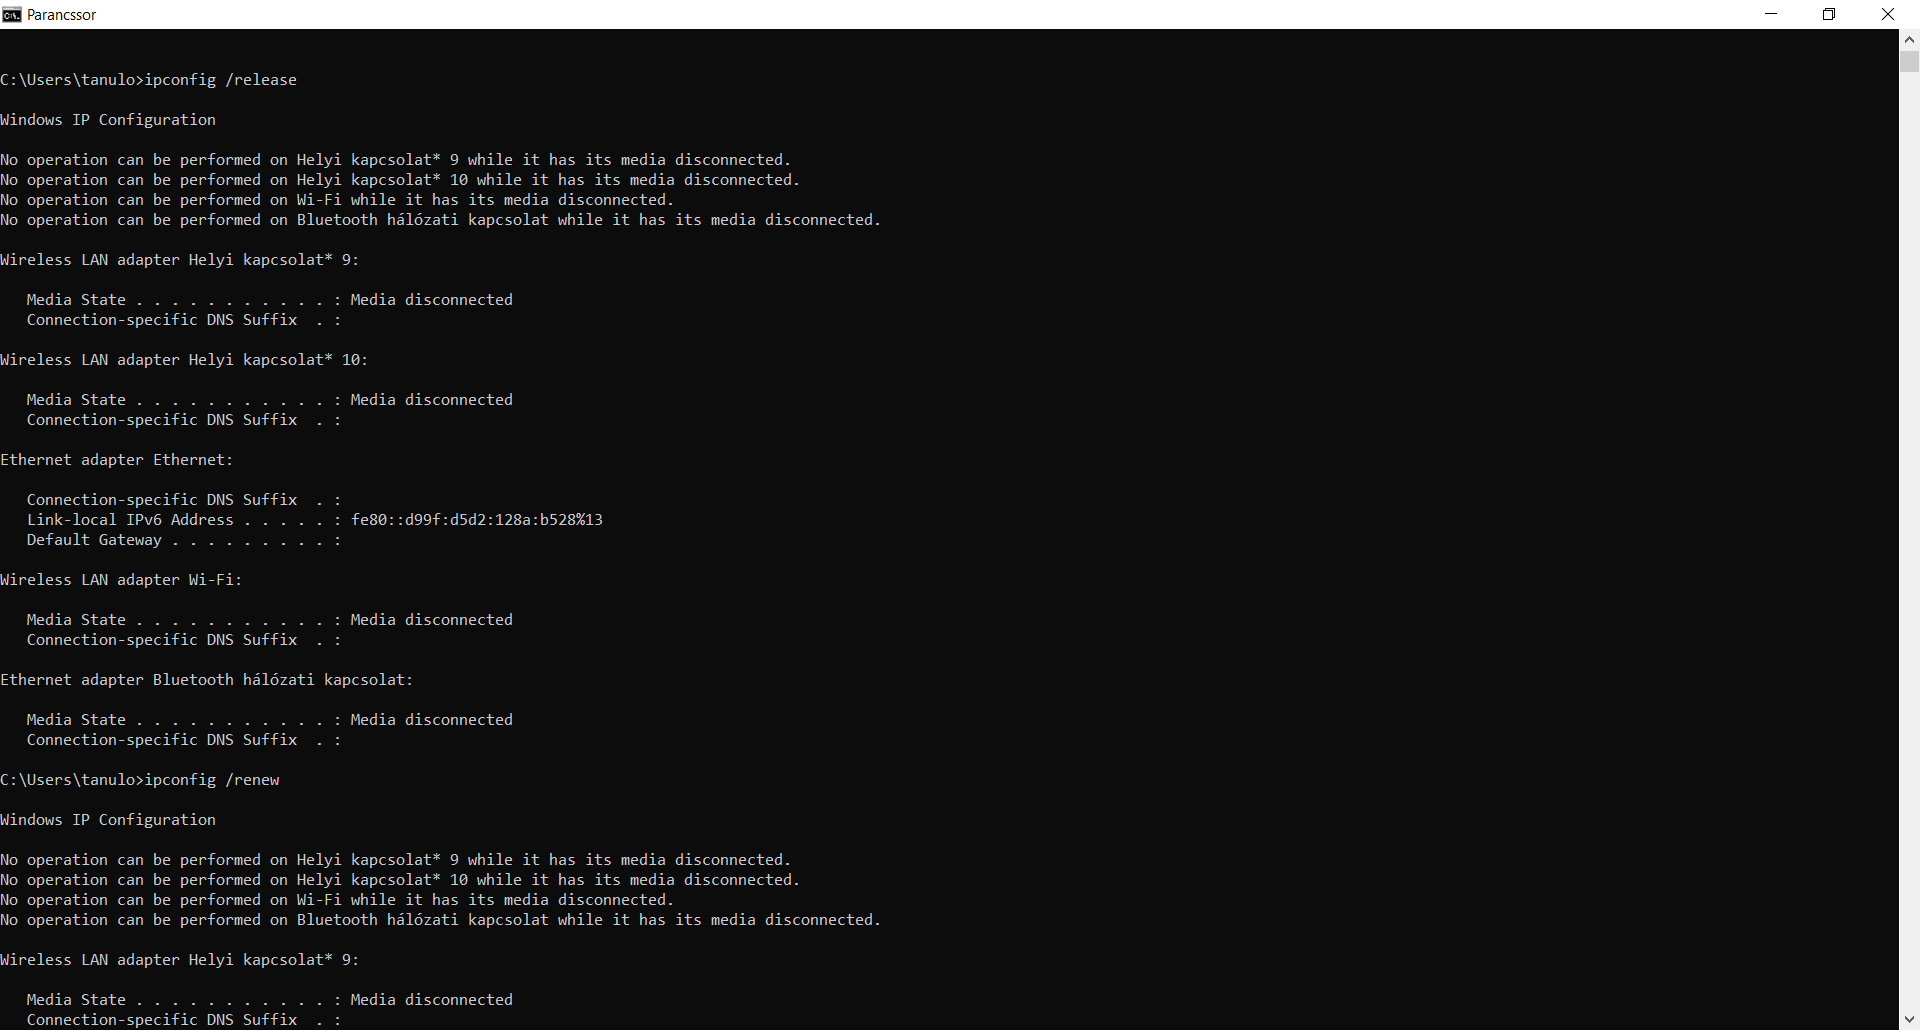 Parancssor
C:\Users\tanulo>ipconfig /release
Windows IP Configuration
No operation can be performed on Helyi kapcsolat* 9 while it has its media disconnected.
No operation can be performed on Helyi kapcsolat* 10 while it has its media disconnected.
No operation can be performed on Wi-Fi while it has its media disconnected.
No operation can be performed on Bluetooth hálózati kapcsolat while it has its media disconnected.
Wireless LAN adapter Helyi kapcsolat* 9:
Media State . . . . . . . . . . . : Media disconnected
Connection-specific DNS Suffix  . :
Wireless LAN adapter Helyi kapcsolat* 10:
Media State . . . . . . . . . . . : Media disconnected
Connection-specific DNS Suffix  . :
Ethernet adapter Ethernet:
Connection-specific DNS Suffix  . :
Link-local IPv6 Address . . . . . : fe80::d99f:d5d2:128a:b528%13
Default Gateway . . . . . . . . . :
Wireless LAN adapter Wi-Fi:
Media State . . . . . . . . . . . : Media disconnected
Connection-specific DNS Suffix  . :
Ethernet adapter Bluetooth hálózati kapcsolat:
Media State . . . . . . . . . . . : Media disconnected
Connection-specific DNS Suffix  . :
C:\Users\tanulo>ipconfig /renew
Windows IP Configuration
No operation can be performed on Helyi kapcsolat* 9 while it has its media disconnected.
No operation can be performed on Helyi kapcsolat* 10 while it has its media disconnected.
No operation can be performed on Wi-Fi while it has its media disconnected.
No operation can be performed on Bluetooth hálózati kapcsolat while it has its media disconnected.
Wireless LAN adapter Helyi kapcsolat* 9:
Media State . . . . . . . . . . . : Media disconnected
Connection-specific DNS Suffix  . :